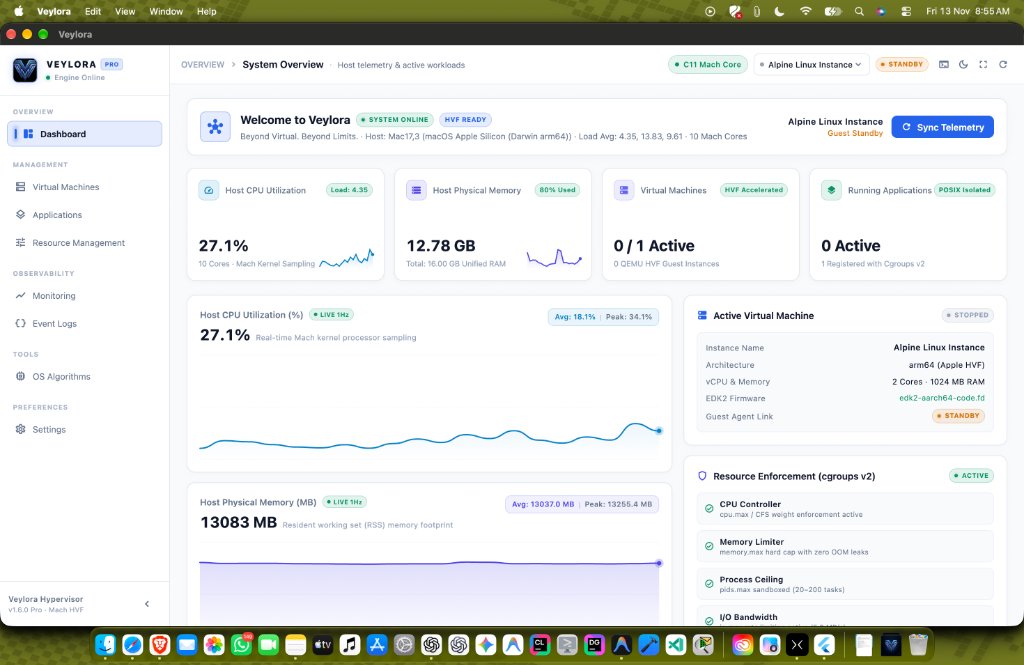 Veylora Edit View Window Help Fri 13 Nov 8:55 AM
Veylora
VEYLORA PRO
Engine Online
OVERVIEW
Dashboard
MANAGEMENT
Virtual Machines
Applications
Resource Management
OBSERVABILITY
Monitoring
Event Logs
TOOLS
OS Algorithms
PREFERENCES
Settings
Veylora Hypervisor
v1.6.0 Pro · Mach HVF
OVERVIEW > System Overview · Host telemetry & active workloads
C11 Mach Core
Alpine Linux Instance
STANDBY
Welcome to Veylora SYSTEM ONLINE HVF READY
Beyond Virtual. Beyond Limits. · Host: Mac17,3 (macOS Apple Silicon (Darwin arm64)) · Load Avg: 4.35, 13.83, 9.61 · 10 Mach Cores
Alpine Linux Instance
Guest Standby
Sync Telemetry
Host CPU Utilization Load: 4.35
27.1%
10 Cores · Mach Kernel Sampling
Host Physical Memory 80% Used
12.78 GB
Total: 16.00 GB Unified RAM
Virtual Machines HVF Accelerated
0 / 1 Active
0 QEMU HVF Guest Instances
Running Applications POSIX Isolated
0 Active
1 Registered with Cgroups v2
Host CPU Utilization (%) LIVE 1Hz
27.1% Real-time Mach kernel processor sampling
Avg: 18.1% | Peak: 34.1%
Host Physical Memory (MB) LIVE 1Hz
13083 MB Resident working set (RSS) memory footprint
Avg: 13037.0 MB | Peak: 13255.4 MB
Active Virtual Machine STOPPED
Instance Name Alpine Linux Instance
Architecture arm64 (Apple HVF)
vCPU & Memory 2 Cores · 1024 MB RAM
EDK2 Firmware edk2-aarch64-code.fd
Guest Agent Link STANDBY
Resource Enforcement (cgroups v2) ACTIVE
CPU Controller
cpu.max / CFS weight enforcement active
Memory Limiter
memory.max hard cap with zero OOM leaks
Process Ceiling
pids.max sandboxed (20–200 tasks)
I/O Bandwidth
tv
CL
DG